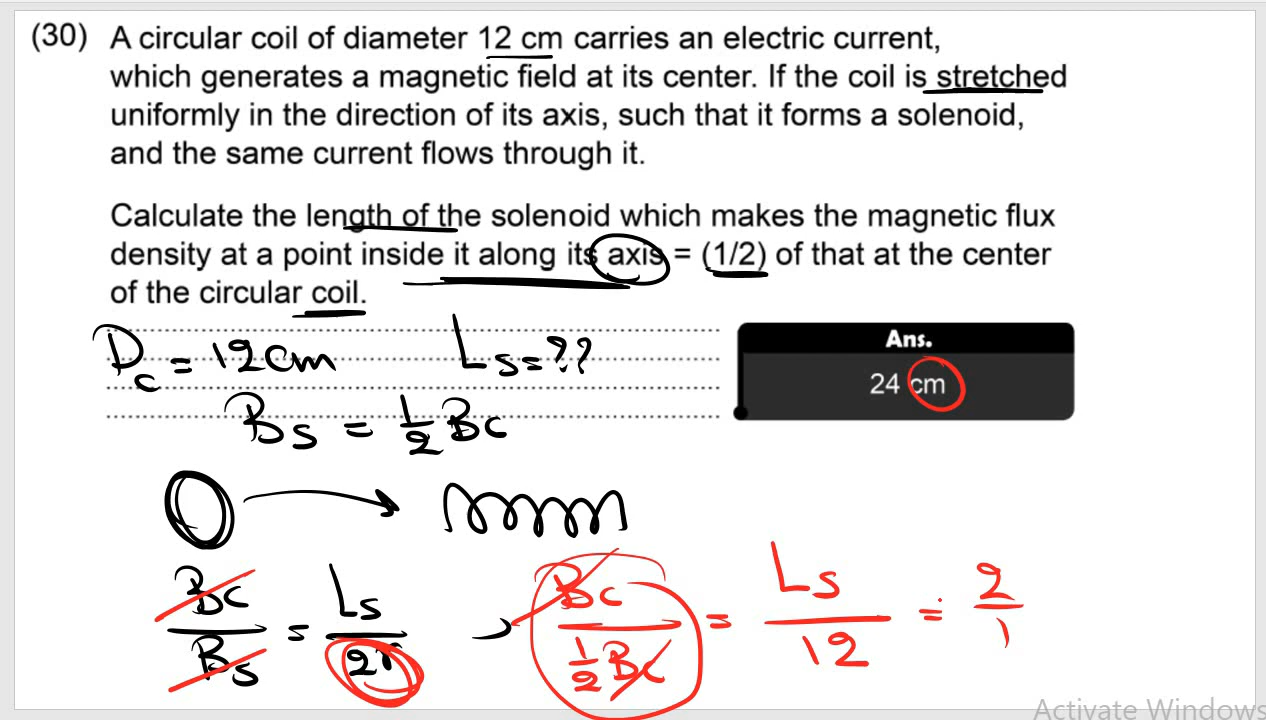 (30) A circular coil of diameter 12 cm carries an electric current,
which generates a magnetic field at its center. If the coil is stretched
uniformly in the direction of its axis, such that it forms a solenoid,
and the same current flows through it.
Calculate the length of the solenoid which makes the magnetic flux
density at a point inside it along its axis = (1/2) of that at the center
of the circular coil.
Dc = 12cm Ls=??
Ans.
24 cm
Bs = 1/2 Bc
Bc/Bs = Ls/2r Bc/(1/2 Bc) = Ls/12 = 2/1
Activate Windows